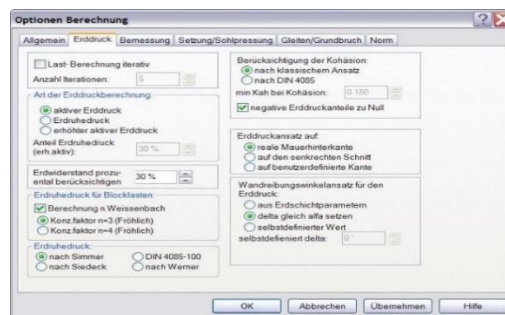 Optionen Berechnung
Allgemein Erddruck Bemessung Setzung/Sohlpressung Gleiten/Grundbruch Norm
Last- Berechnung iterativ
Anzahl Iterationen: 5
Art der Erddruckberechnung:
aktiver Erddruck
Erdruhedruck
erhöhter aktiver Erddruck
Anteil Erdruhedruck
(erh.aktiv): 30 %
Erdwiderstand prozu-
ental berücksichtigen 30 %
Erdruhedruck für Blocklasten:
Berechnung n.Weissenbach
Konz.faktor n=3 (Fröhlich)
Konz.faktor n=4 (Fröhlich)
Erdruhedruck:
nach Simmer DIN 4085-100
nach Siedeck nach Werner
Berücksichtigung der Kohäsion:
nach klassischem Ansatz
nach DIN 4085
min Kah bei Kohäsion: 0.180
negative Erddruckanteile zu Null
Erddruckansatz auf:
reale Mauerhinterkante
auf den senkrechten Schnitt
auf benutzerdefinierte Kante
Wandreibungswinkelansatz für den
Erddruck:
aus Erdschichtparametern
delta gleich alfa setzen
selbstdefinierter Wert
selbstdefieniert delta: 0 °
OK Abbrechen Übernehmen Hilfe